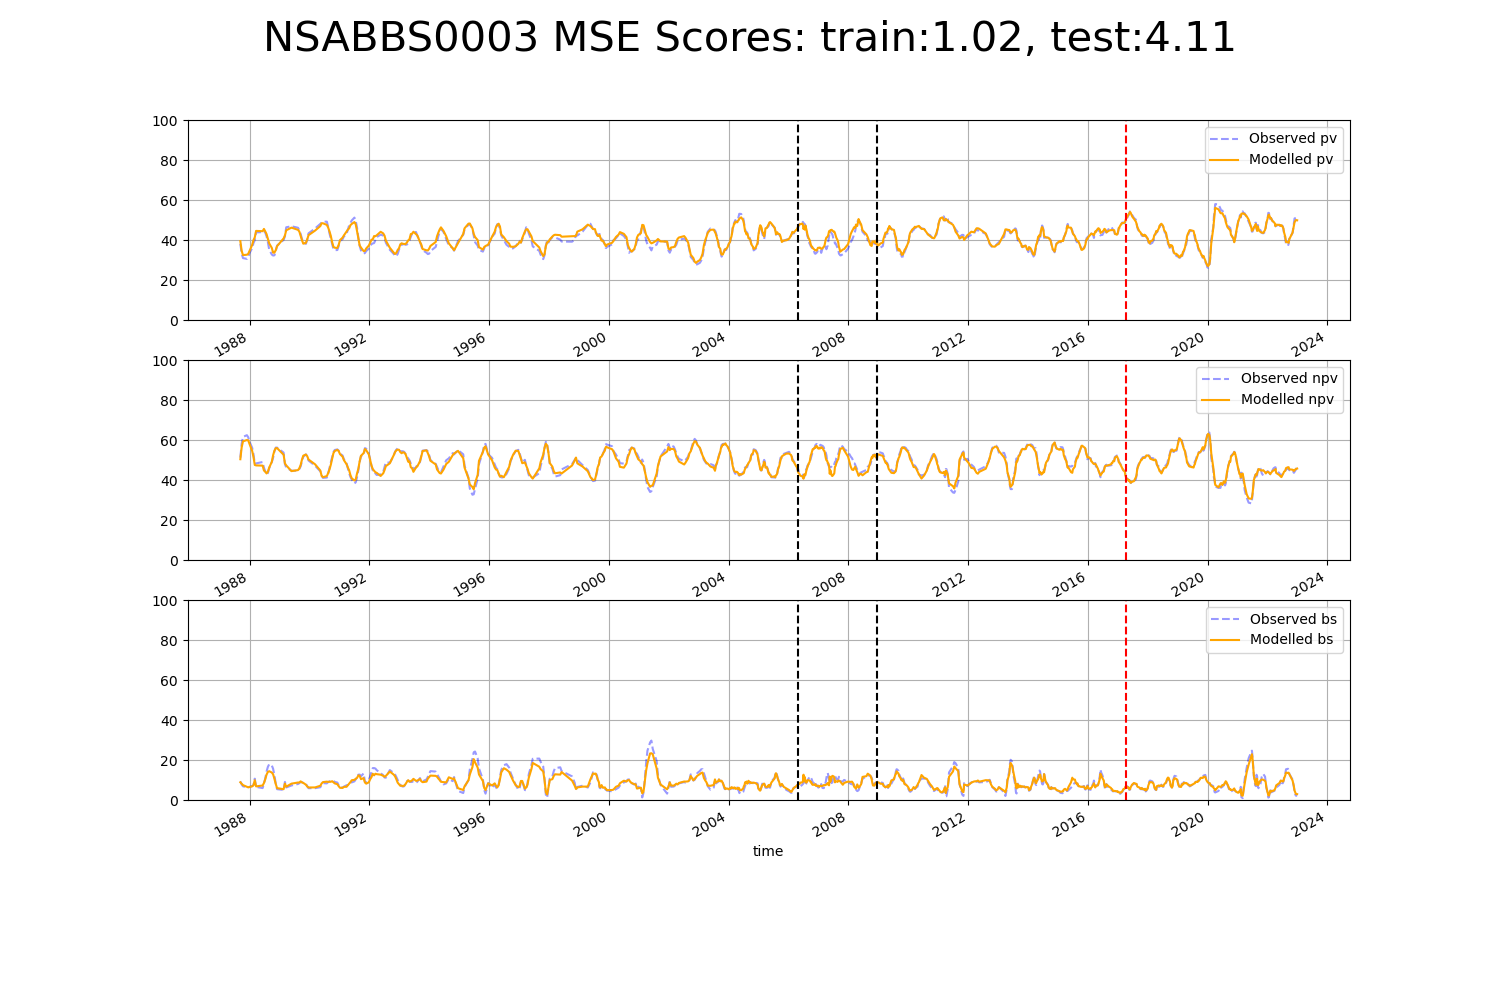 NSABBS0003 MSE Scores: train:1.02, test:4.11
100
80
60
40
20
0
Observed pv
Modelled pv
1988 1992 1996 2000 2004 2008 2012 2016 2020 2024
100
80
60
40
20
0
Observed npv
Modelled npv
1988 1992 1996 2000 2004 2008 2012 2016 2020 2024
100
80
60
40
20
0
Observed bs
Modelled bs
1988 1992 1996 2000 2004 2008 2012 2016 2020 2024
time